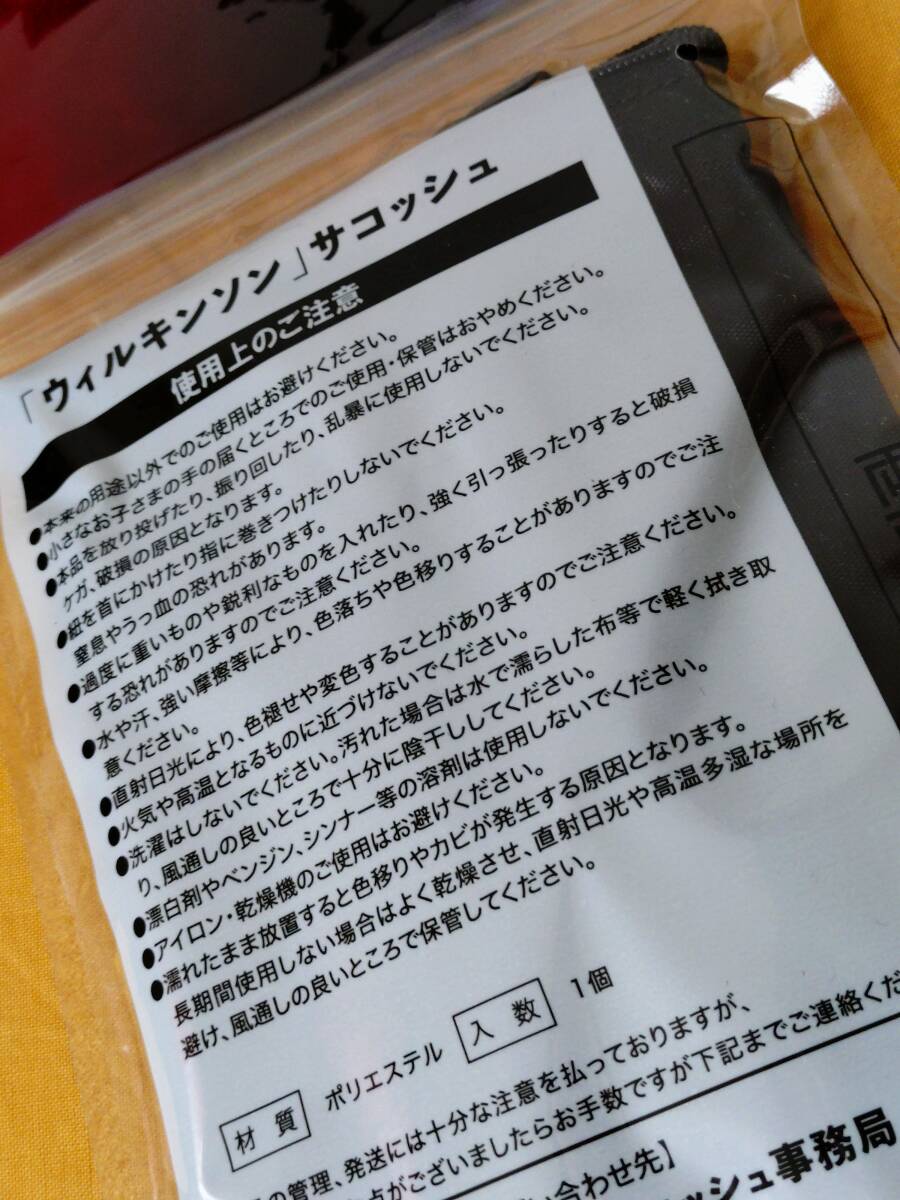 「ウィルキンソン」サコッシュ
使用上のご注意
●本来の用途以外でのご使用はお避けください。
●小さなお子さまの手の届くところでのご使用・保管はおやめください。
●本品を放り投げたり、振り回したり、乱暴に使用しないでください。
ケガ、破損の原因となります。
●紐を首にかけたり指に巻きつけたりしないでください。
窒息やうっ血の恐れがあります。
●過度に重いものや鋭利なものを入れたり、強く引っ張ったりすると破損
する恐れがありますのでご注意ください。
●水や汗、強い摩擦等により、色落ちや色移りすることがありますのでご注
意ください。
●直射日光により、色褪せや変色することがありますのでご注意ください。
●火気や高温となるものに近づけないでください。
●洗濯はしないでください。汚れた場合は水で濡らした布等で軽く拭き取
り、風通しの良いところで十分に陰干ししてください。
●漂白剤やベンジン、シンナー等の溶剤は使用しないでください。
●アイロン・乾燥機のご使用はお避けください。
●濡れたまま放置すると色移りやカビが発生する原因となります。
長期間使用しない場合はよく乾燥させ、直射日光や高温多湿な場所を
避け、風通しの良いところで保管してください。
材質 ポリエステル 入数 1個
の管理、発送には十分な注意を払っておりますが、
点がございましたらお手数ですが下記までご連絡くだ
い合わせ先】
ッシュ事務局